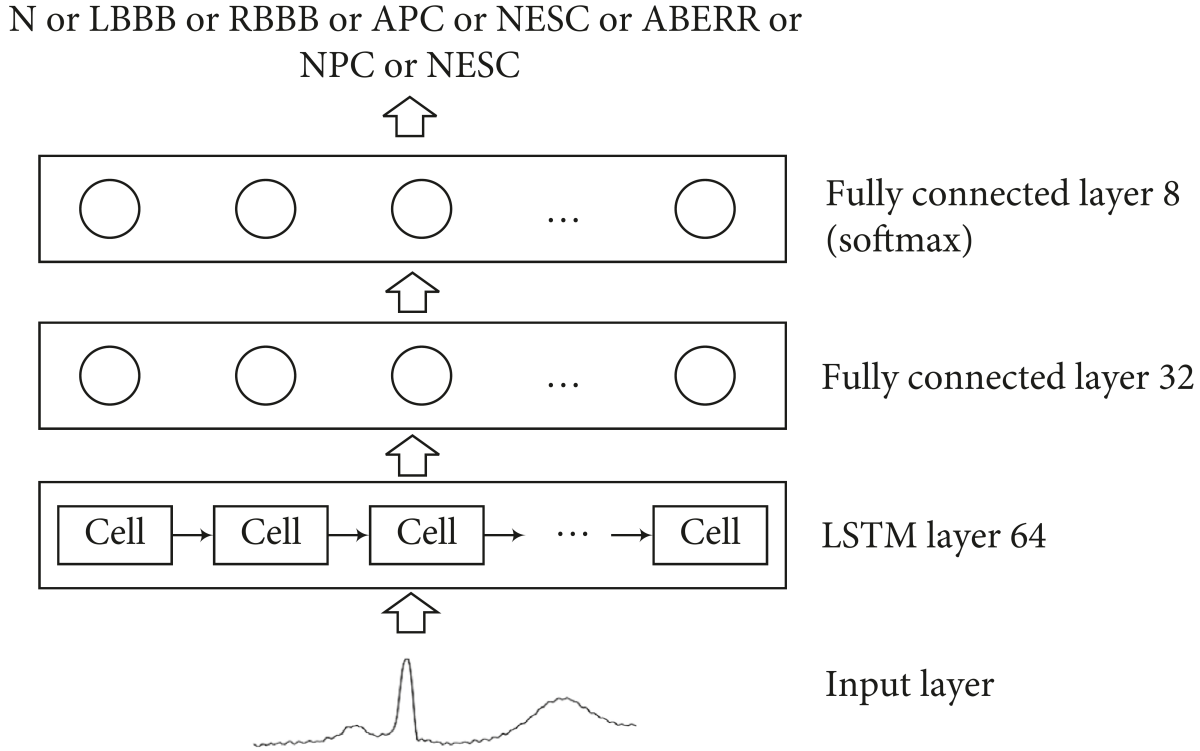 N or LBBB or RBBB or APC or NESC or ABERR or
NPC or NESC
...
Fully connected layer 8
(softmax)
...
Fully connected layer 32
Cell Cell Cell ... Cell
LSTM layer 64
Input layer